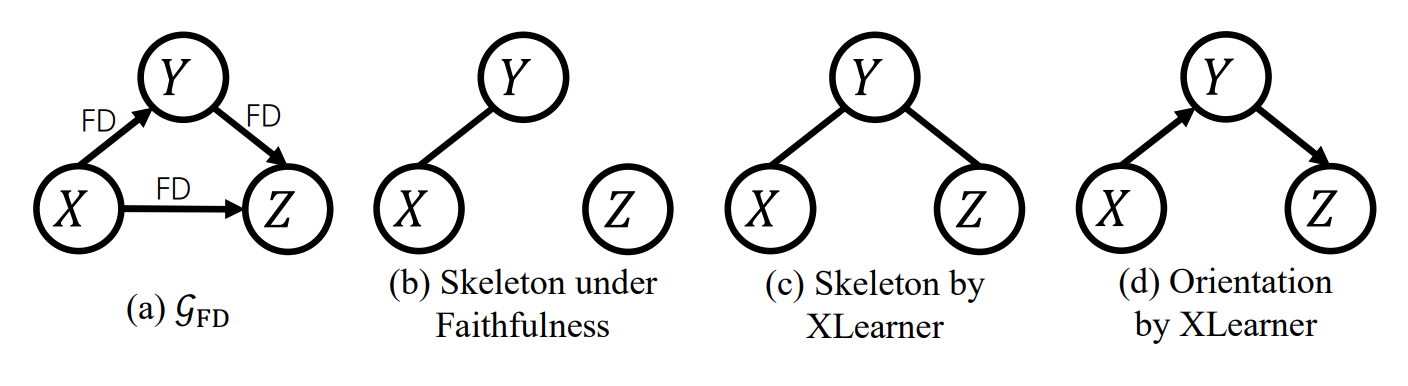 Y
FD
FD
X
FD
Z
(a) 𝒢FD
Y
X
Z
(b) Skeleton under
Faithfulness
Y
X
Z
(c) Skeleton by
XLearner
Y
X
Z
(d) Orientation
by XLearner